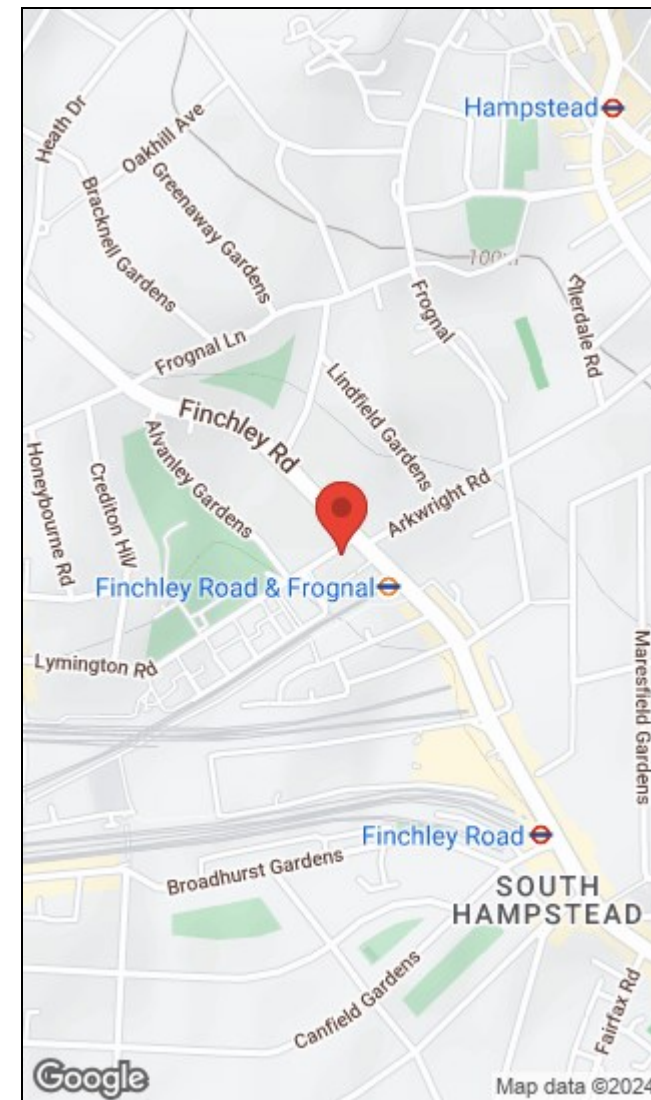 Hampstead
Heath Dr
Oakhill Ave
Greenaway Gardens
Bracknell Gardens
100m
Frognal
Allerdale Rd
Frognal Ln
Lindfield Gardens
Finchley Rd
Alvanley Gardens
Honeybourne Rd
Crediton Hill
Arkwright Rd
Finchley Road & Frognal
Lymington Rd
Maresfield Gardens
Finchley Road
Broadhurst Gardens
SOUTH
HAMPSTEAD
Canfield Gardens
Fairfax Rd
Google
Map data ©2024